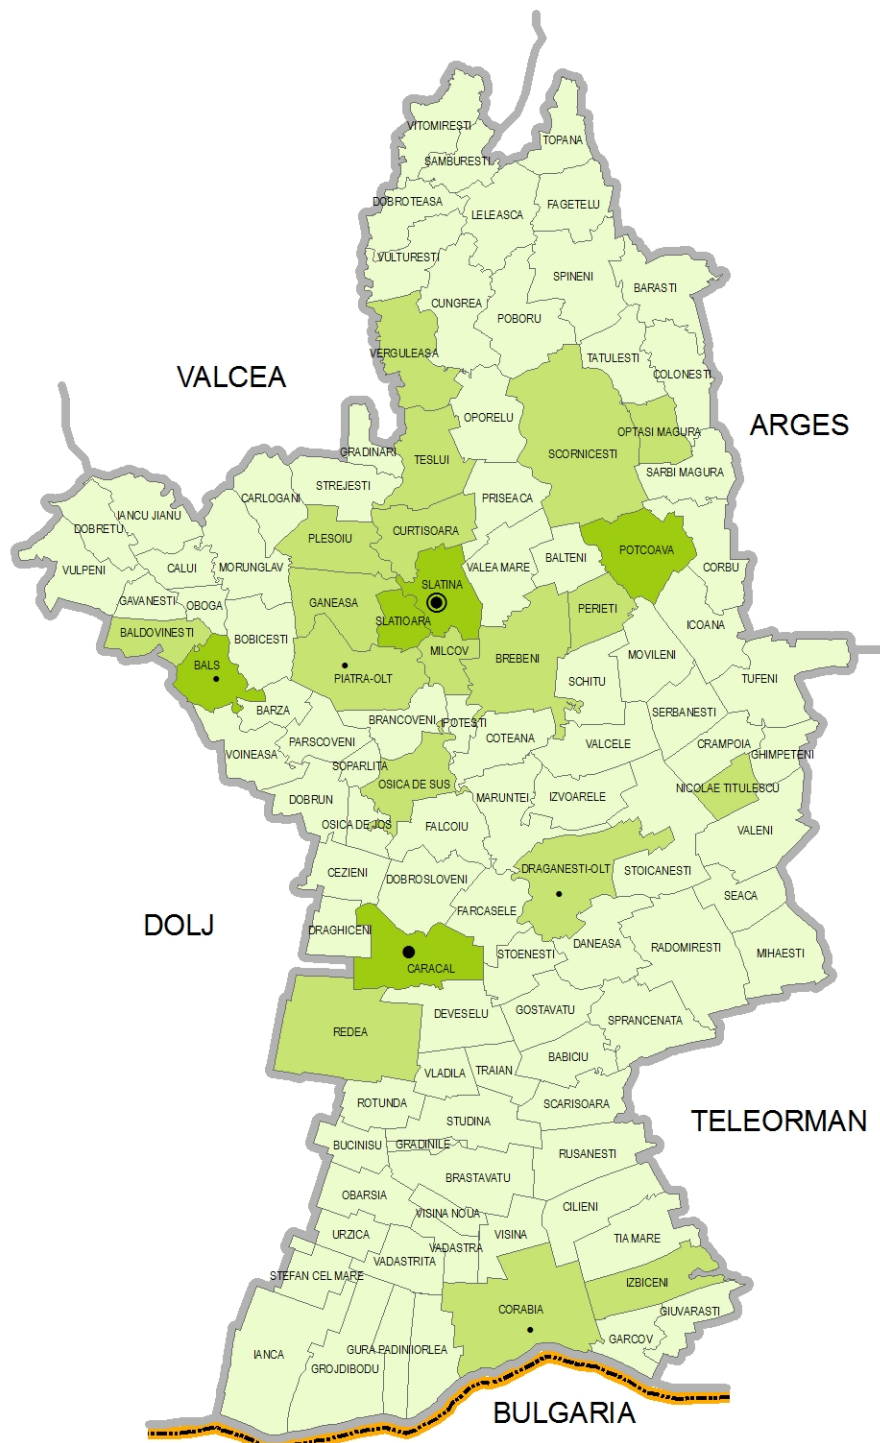 VITOMIRESTI
TOPANA
SAMBURESTI
DOBROTEASA
LELEASCA
FAGETELU
VULTURESTI
SPINENI
BARASTI
CUNGREA
POBORU
VERGULEASA
TATULESTI
COLONESTI
VALCEA
OPORELU
ARGES
OPTASI MAGURA
GRADINARI
TESLUI
SCORNICESTI
SARBI MAGURA
STREJESTI
CARLOGANI
PRISEACA
IANCU JIANU
DOBRETU
CURTISOARA
PLESOIU
POTCOAVA
BALTENI
VALEA MARE
CORBU
VULPENI
CALUI
MORUNGLAV
SLATINA
GAVANESTI
OBOGA
GANEASA
PERIETI
SLATIOARA
ICOANA
BALDOVINESTI
BOBICESTI
MILCOV
BREBENI
MOVILENI
BALS
PIATRA-OLT
SCHITU
TUFENI
BARZA
SERBANESTI
BRANCOVENI
IPOTESTI
COTEANA
VALCELE
CRAMPOIA
PARSCOVENI
VOINEASA
GHIMPETENI
SOPARLITA
OSICA DE SUS
NICOLAE TITULESCU
DOBRUN
MARUNTEI
IZVOARELE
OSICA DE JOS
FALCOIU
VALENI
CEZIENI
DOBROSLOVENI
DRAGANESTI-OLT
STOICANESTI
SEACA
FARCASELE
DOLJ
DRAGHICENI
DANEASA
RADOMIRESTI
STOENESTI
MIHAESTI
CARACAL
DEVESELU
GOSTAVATU
SPRANCENATA
REDEA
BABICIU
VLADILA
TRAIAN
ROTUNDA
SCARISOARA
STUDINA
TELEORMAN
BUCINISU
GRADINILE
RUSANESTI
BRASTAVATU
OBARSIA
CILIENI
VISINA NOUA
URZICA
VISINA
TIA MARE
VADASTRA
VADASTRITA
STEFAN CEL MARE
IZBICENI
CORABIA
GIUVARASTI
GARCOV
GURA PADINII
ORLEA
IANCA
GROJDIBODU
BULGARIA